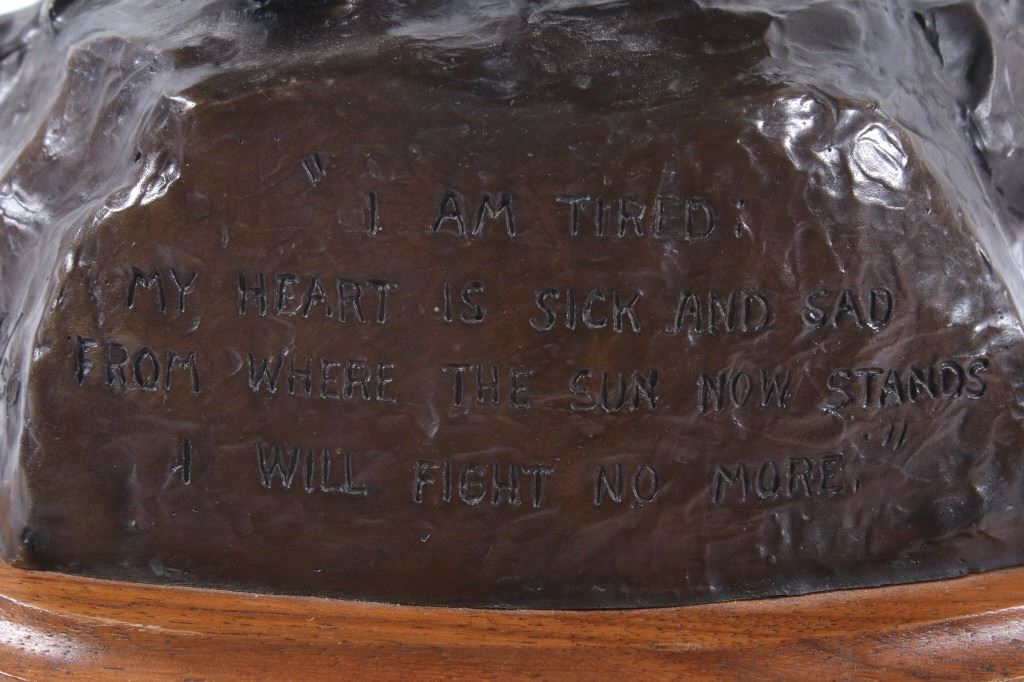 "I AM TIRED;
MY HEART IS SICK AND SAD
FROM WHERE THE SUN NOW STANDS
I WILL FIGHT NO MORE."